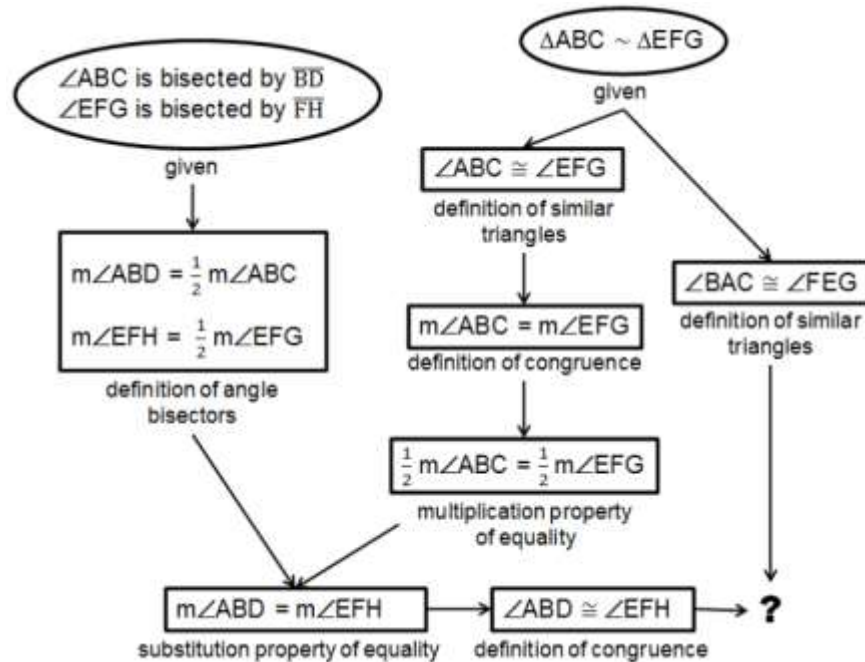 ∠ABC is bisected by B̅D̅
∠EFG is bisected by F̅H̅
given
m∠ABD = 1/2 m∠ABC
m∠EFH = 1/2 m∠EFG
definition of angle
bisectors
ΔABC ~ ΔEFG
given
∠ABC ≅ ∠EFG
definition of similar
triangles
m∠ABC = m∠EFG
definition of congruence
1/2 m∠ABC = 1/2 m∠EFG
multiplication property
of equality
∠BAC ≅ ∠FEG
definition of similar
triangles
m∠ABD = m∠EFH
substitution property of equality
∠ABD ≅ ∠EFH
definition of congruence
?